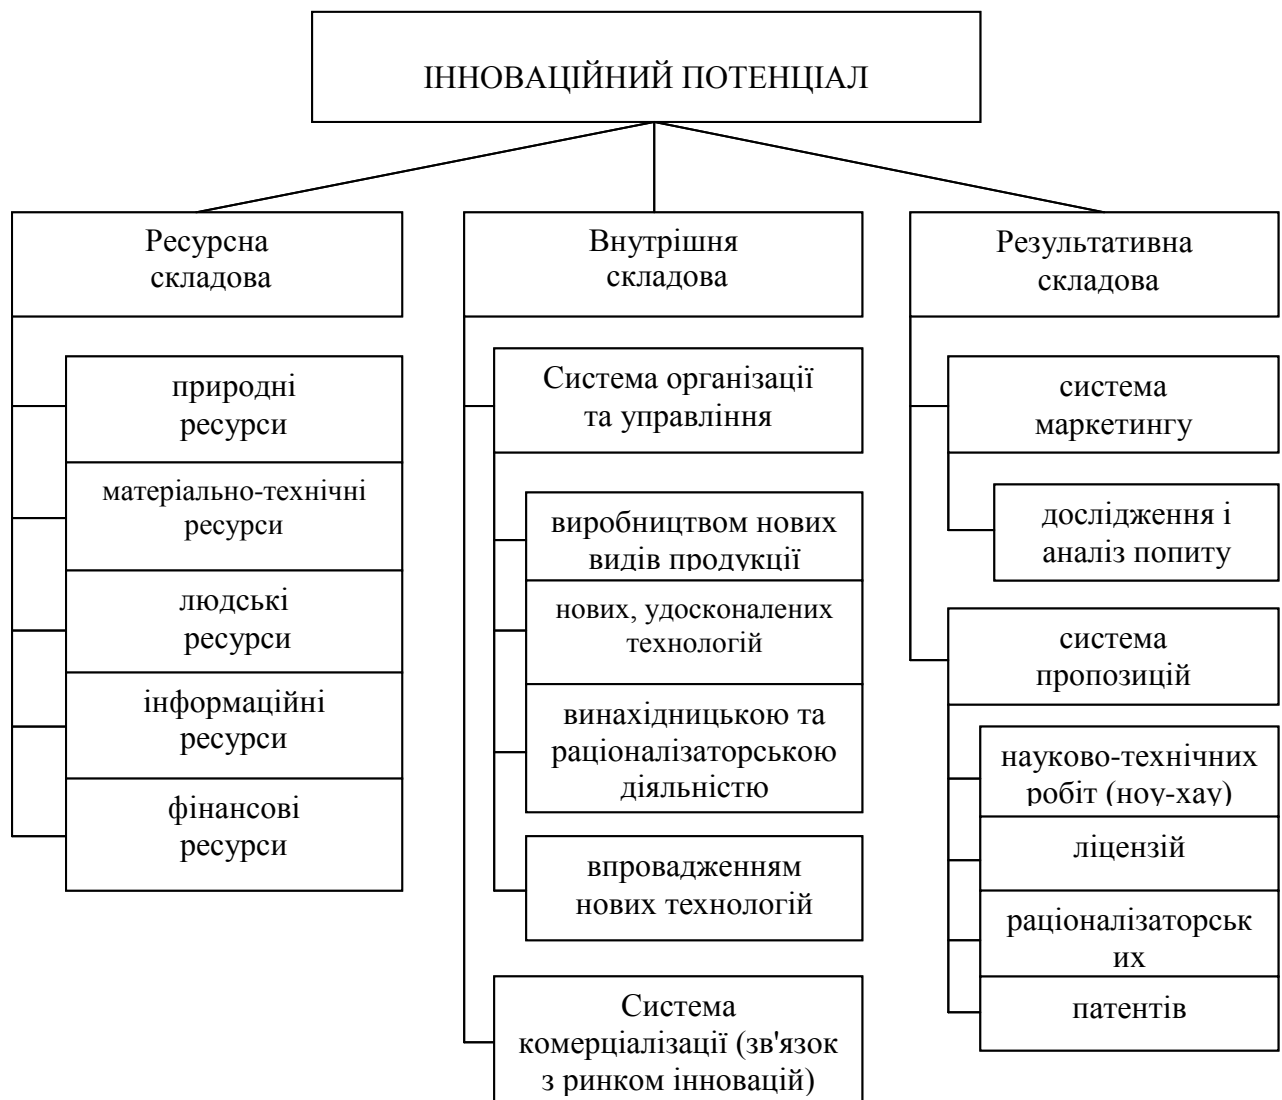 ІННОВАЦІЙНИЙ ПОТЕНЦІАЛ
Ресурсна
складова
природні
ресурси
матеріально-технічні
ресурси
людські
ресурси
інформаційні
ресурси
фінансові
ресурси
Внутрішня
складова
Система організації
та управління
виробництвом нових
видів продукції
нових, удосконалених
технологій
винахідницькою та
раціоналізаторською
діяльністю
впровадженням
нових технологій
Система
комерціалізації (зв'язок
з ринком інновацій)
Результативна
складова
система
маркетингу
дослідження і
аналіз попиту
система
пропозицій
науково-технічних
робіт (ноу-хау)
ліцензій
раціоналізаторськ
их
патентів